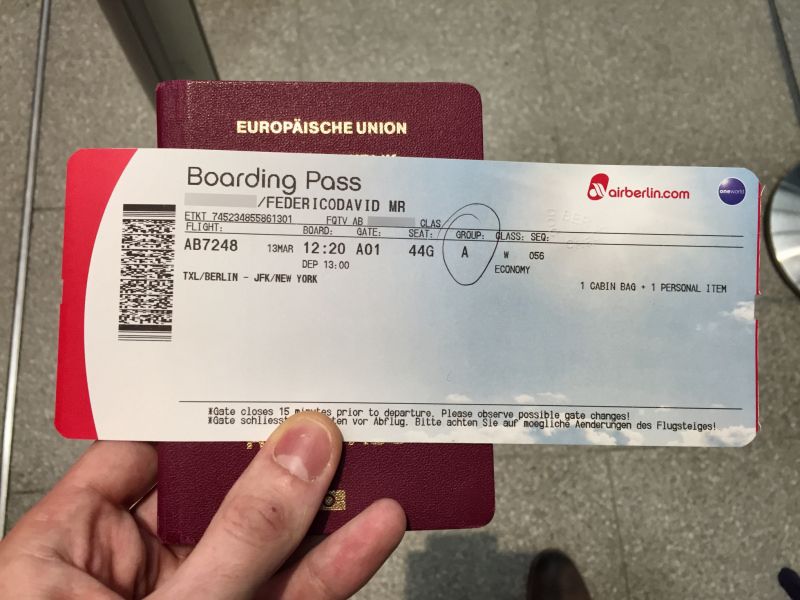 EUROPÄISCHE UNION
Boarding Pass
airberlin.com
oneworld
/FEDERICODAVID MR
ETKT 745234855861301 FQTV AB CLAS
FLIGHT: BOARD: GATE: SEAT: GROUP: CLASS: SEQ:
AB7248 13MAR 12:20 A01 44G A W 056
DEP 13:00 ECONOMY
TXL/BERLIN - JFK/NEW YORK
1 CABIN BAG + 1 PERSONAL ITEM
*Gate closes 15 minutes prior to departure. Please observe possible gate changes!
*Gate schliesst vor Abflug. Bitte achten Sie auf moegliche Aenderungen des Flugsteiges!